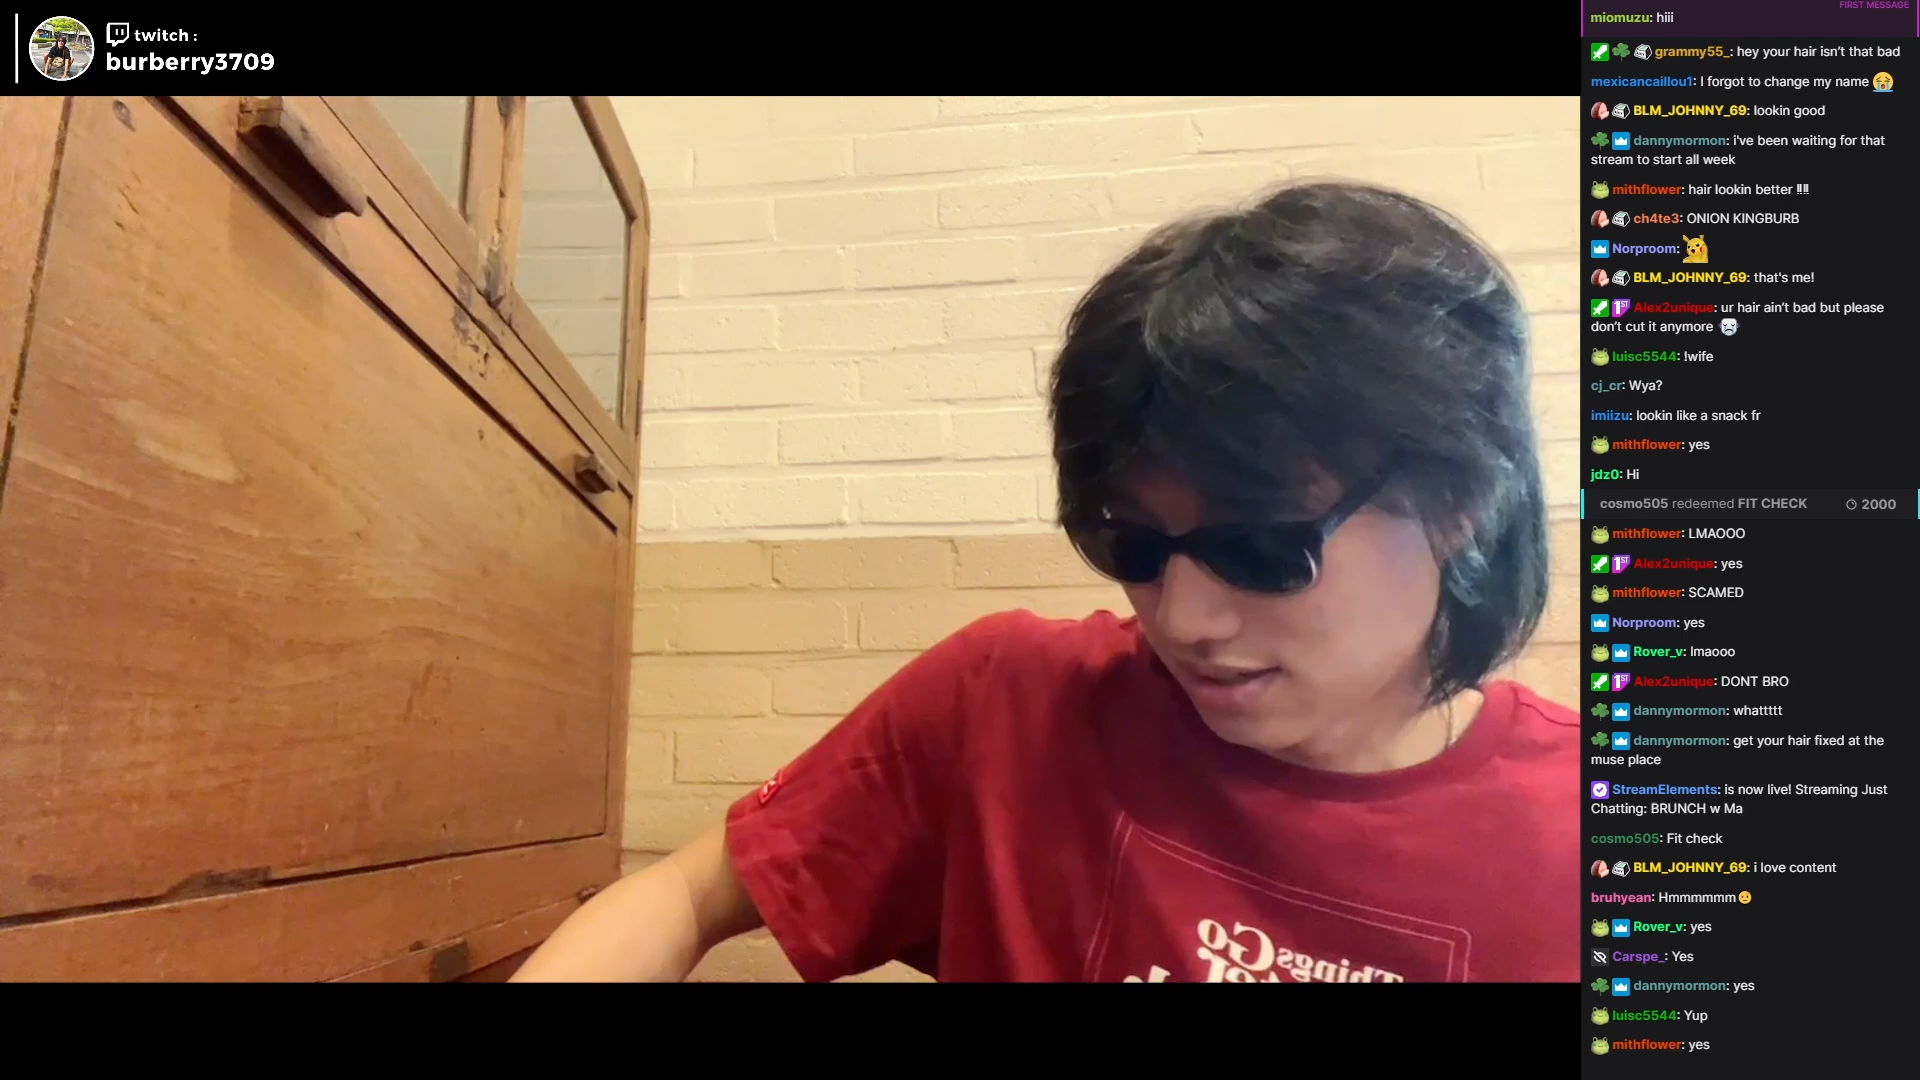 twitch :
burberry3709
FIRST MESSAGE
miomuzu: hiii
grammy55_: hey your hair isn't that bad
mexicancaillou1: I forgot to change my name
BLM_JOHNNY_69: lookin good
dannymormon: i've been waiting for that
stream to start all week
mithflower: hair lookin better !!!!
ch4te3: ONION KINGBURB
Norproom:
BLM_JOHNNY_69: that's me!
1ST Alex2unique: ur hair ain't bad but please
don't cut it anymore
luisc5544: !wife
cj_cr: Wya?
imiizu: lookin like a snack fr
mithflower: yes
jdz0: Hi
cosmo505 redeemed FIT CHECK 2000
mithflower: LMAOOO
1ST Alex2unique: yes
mithflower: SCAMED
Norproom: yes
Rover_v: lmaooo
1ST Alex2unique: DONT BRO
dannymormon: whattttt
dannymormon: get your hair fixed at the
muse place
StreamElements: is now live! Streaming Just
Chatting: BRUNCH w Ma
cosmo505: Fit check
BLM_JOHNNY_69: i love content
bruhyean: Hmmmmmm
Rover_v: yes
Carspe_: Yes
dannymormon: yes
luisc5544: Yup
mithflower: yes
Things Go